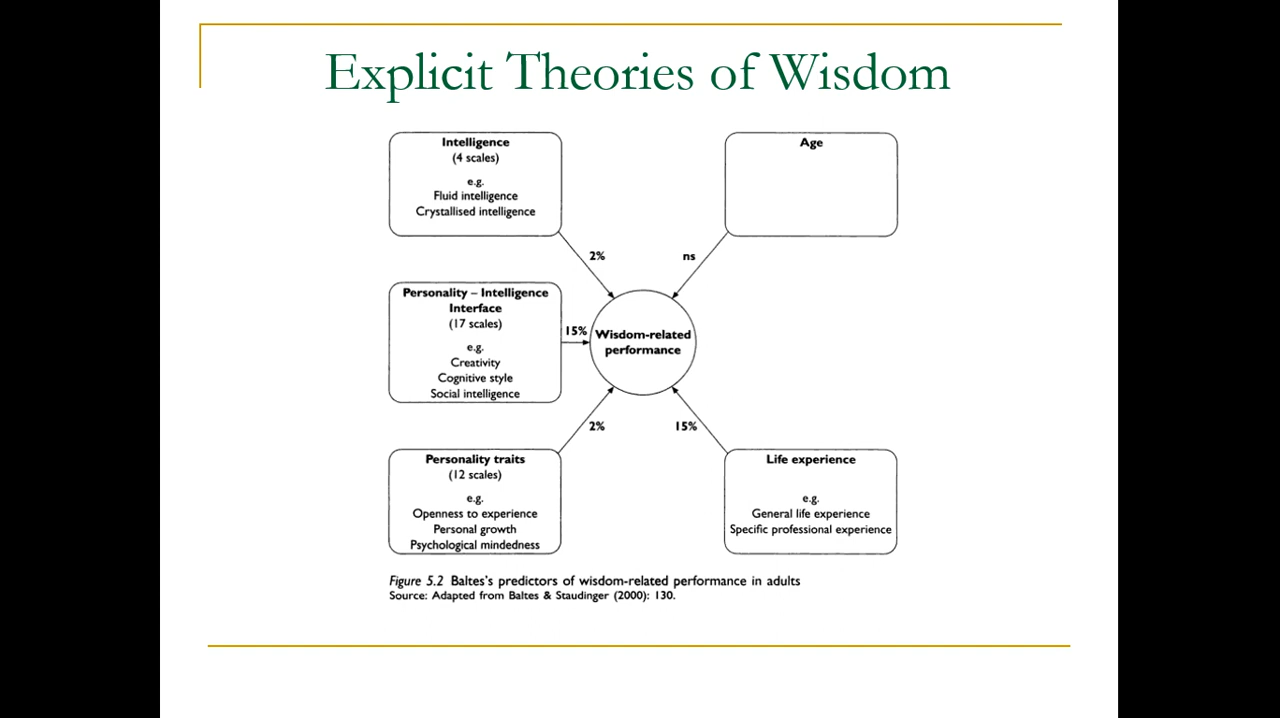 Explicit Theories of Wisdom
Intelligence
(4 scales)
e.g.
Fluid intelligence
Crystallised intelligence
Age
2%
ns
Personality – Intelligence
Interface
(17 scales)
e.g.
Creativity
Cognitive style
Social intelligence
15%
Wisdom-related
performance
2%
15%
Personality traits
(12 scales)
e.g.
Openness to experience
Personal growth
Psychological mindedness
Life experience
e.g.
General life experience
Specific professional experience
Figure 5.2 Baltes's predictors of wisdom-related performance in adults
Source: Adapted from Baltes & Staudinger (2000): 130.